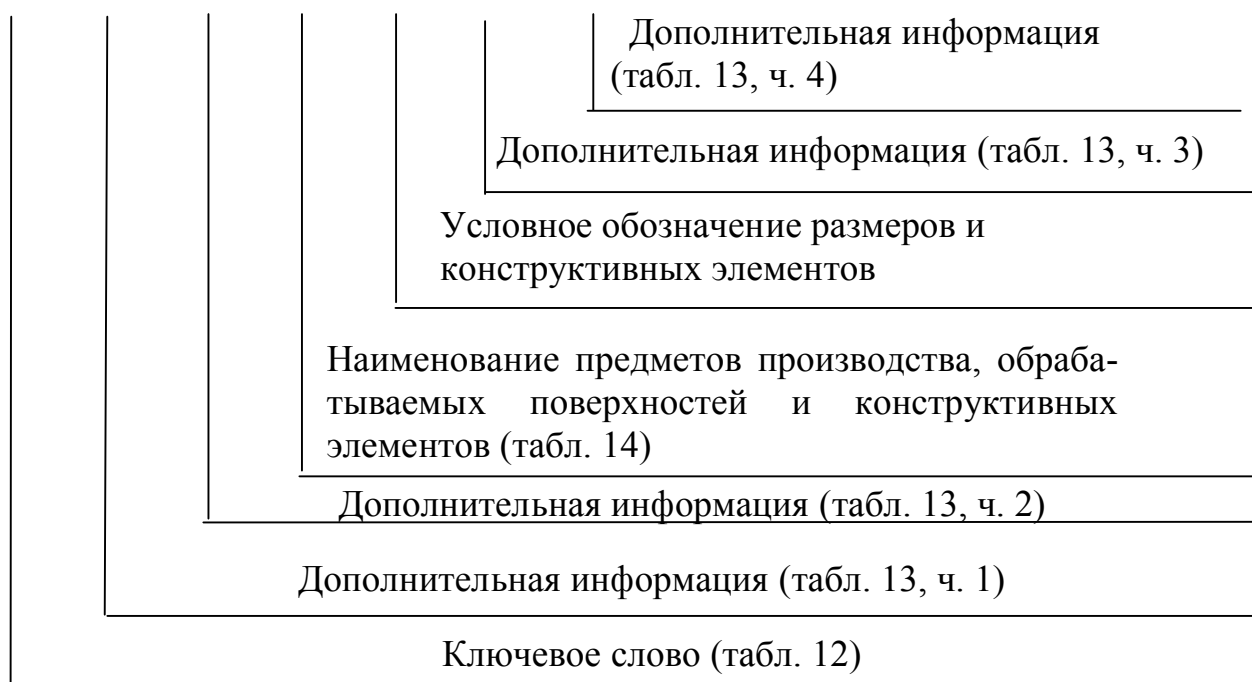 Дополнительная информация
(табл. 13, ч. 4)
Дополнительная информация (табл. 13, ч. 3)
Условное обозначение размеров и
конструктивных элементов
Наименование предметов производства, обраба-
тываемых поверхностей и конструктивных
элементов (табл. 14)
Дополнительная информация (табл. 13, ч. 2)
Дополнительная информация (табл. 13, ч. 1)
Ключевое слово (табл. 12)